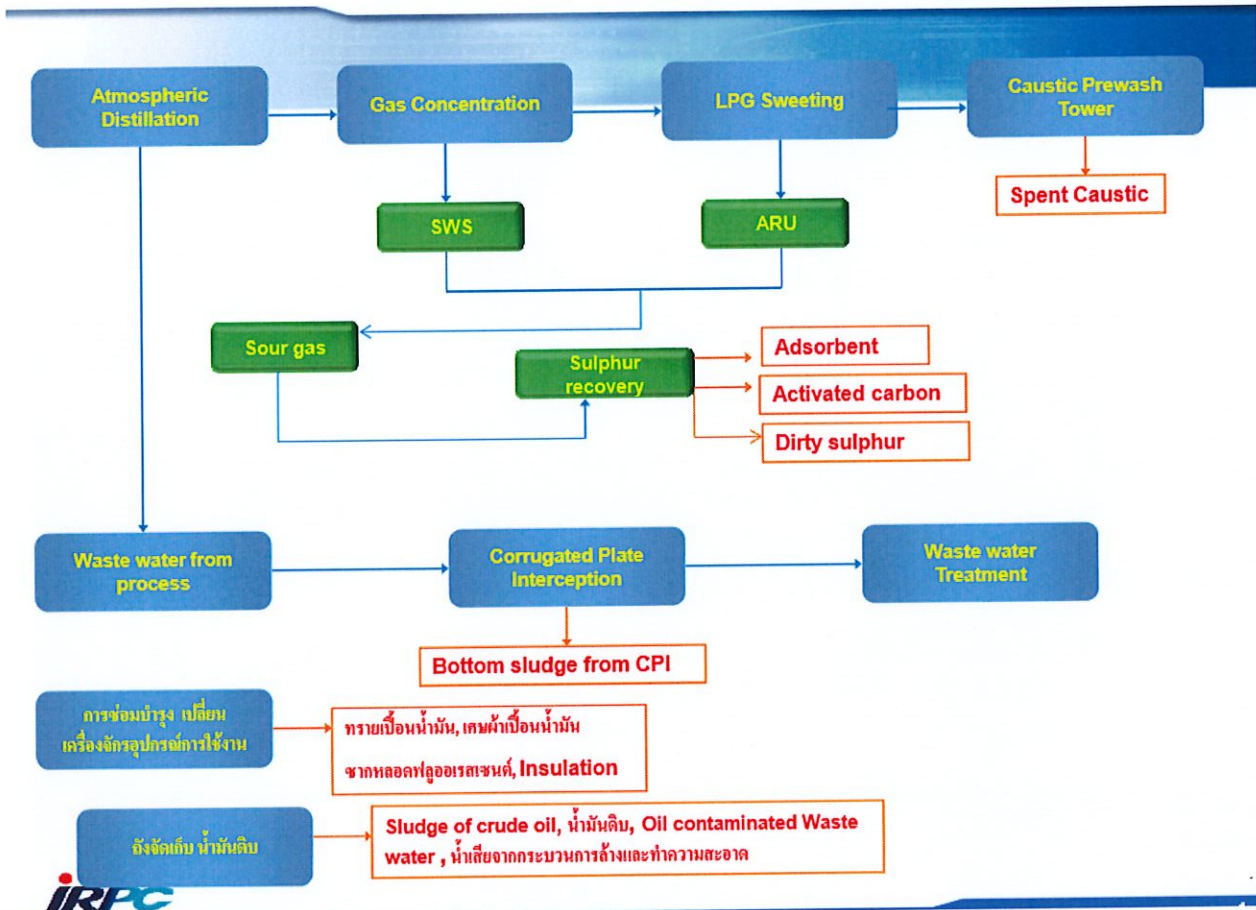 Atmospheric
Distillation
Gas Concentration
LPG Sweeting
Caustic Prewash
Tower
Spent Caustic
SWS
ARU
Sour gas
Sulphur
recovery
Adsorbent
Activated carbon
Dirty sulphur
Waste water from
process
Corrugated Plate
Interception
Waste water
Treatment
Bottom sludge from CPI
การซ่อมบำรุง เปลี่ยน
เครื่องจักรอุปกรณ์การใช้งาน
ทรายเปื้อนน้ำมัน, เศษผ้าเปื้อนน้ำมัน
ซากหลอดฟลูออเรสเซนต์, Insulation
ถังจัดเก็บ น้ำมันดิบ
Sludge of crude oil, น้ำมันดิบ, Oil contaminated Waste
water , น้ำเสียจากกระบวนการล้างและทำความสะอาด
IRPC